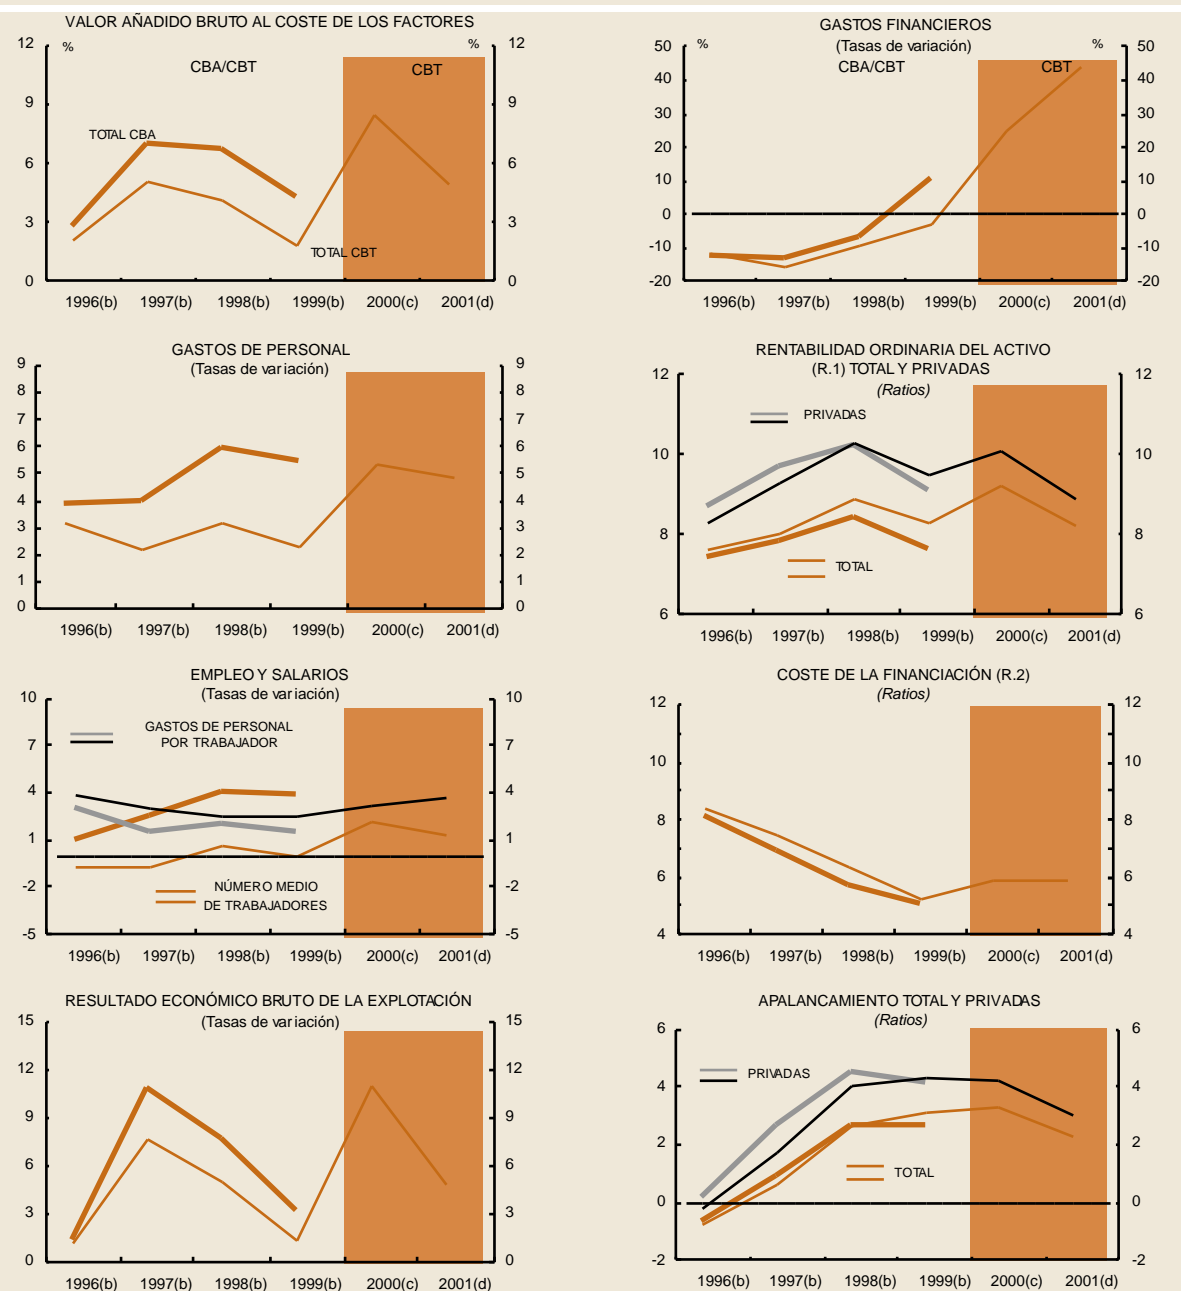 VALOR AÑADIDO BRUTO AL COSTE DE LOS FACTORES
12 % % 12
CBA/CBT CBT
9 9
TOTAL CBA
6 6
3 3
TOTAL CBT
0 0
1996(b) 1997(b) 1998(b) 1999(b) 2000(c) 2001(d)
GASTOS FINANCIEROS
(Tasas de variación)
50 % % 50
CBA/CBT CBT
40 40
30 30
20 20
10 10
0 0
-10 -10
-20 -20
1996(b) 1997(b) 1998(b) 1999(b) 2000(c) 2001(d)
GASTOS DE PERSONAL
(Tasas de variación)
9 9
8 8
7 7
6 6
5 5
4 4
3 3
2 2
1 1
0 0
1996(b) 1997(b) 1998(b) 1999(b) 2000(c) 2001(d)
RENTABILIDAD ORDINARIA DEL ACTIVO
(R.1) TOTAL Y PRIVADAS
(Ratios)
12 12
PRIVADAS
10 10
8 8
TOTAL
6 6
1996(b) 1997(b) 1998(b) 1999(b) 2000(c) 2001(d)
EMPLEO Y SALARIOS
(Tasas de variación)
10 10
GASTOS DE PERSONAL
POR TRABAJADOR
7 7
4 4
1 1
-2 -2
NÚMERO MEDIO
DE TRABAJADORES
-5 -5
1996(b) 1997(b) 1998(b) 1999(b) 2000(c) 2001(d)
COSTE DE LA FINANCIACIÓN (R.2)
(Ratios)
12 12
10 10
8 8
6 6
4 4
1996(b) 1997(b) 1998(b) 1999(b) 2000(c) 2001(d)
RESULTADO ECONÓMICO BRUTO DE LA EXPLOTACIÓN
(Tasas de variación)
15 15
12 12
9 9
6 6
3 3
0 0
1996(b) 1997(b) 1998(b) 1999(b) 2000(c) 2001(d)
APALANCAMIENTO TOTAL Y PRIVADAS
(Ratios)
6 6
PRIVADAS
4 4
2 2
TOTAL
0 0
-2 -2
1996(b) 1997(b) 1998(b) 1999(b) 2000(c) 2001(d)